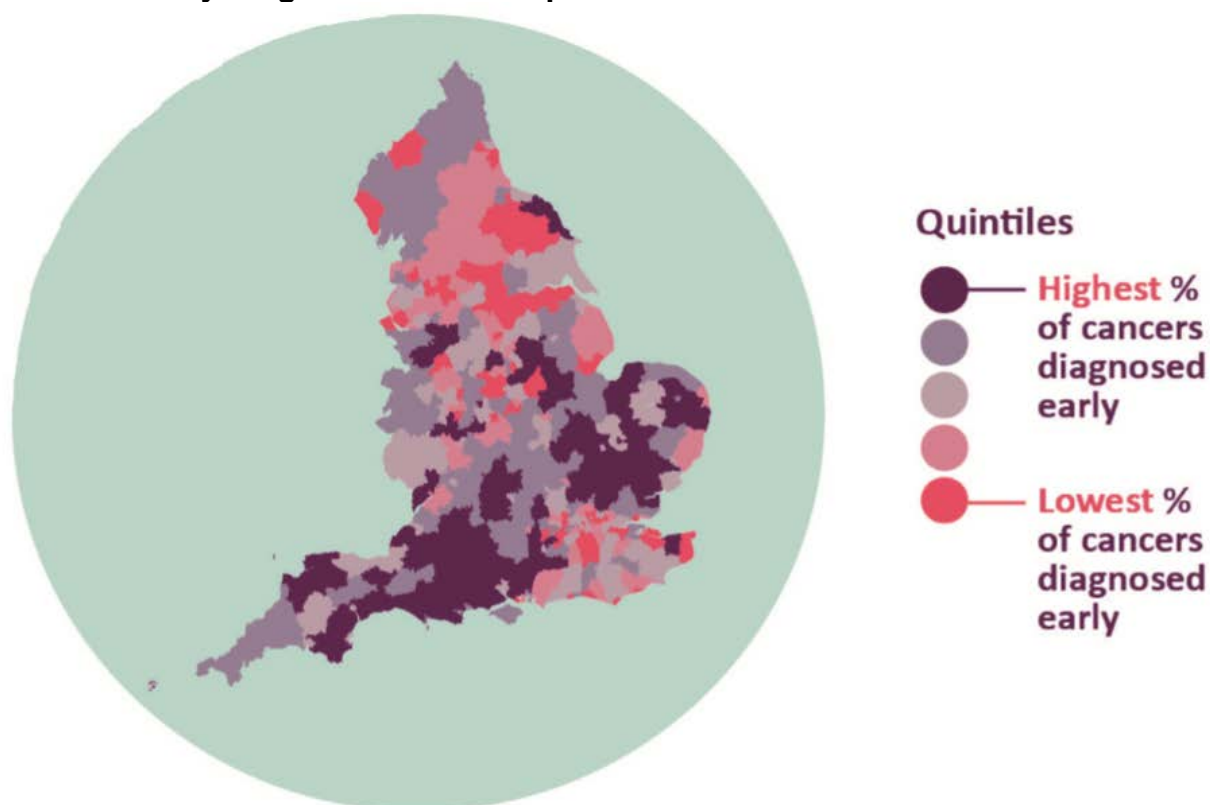 Quintiles
Highest %
of cancers
diagnosed
early
Lowest %
of cancers
diagnosed
early